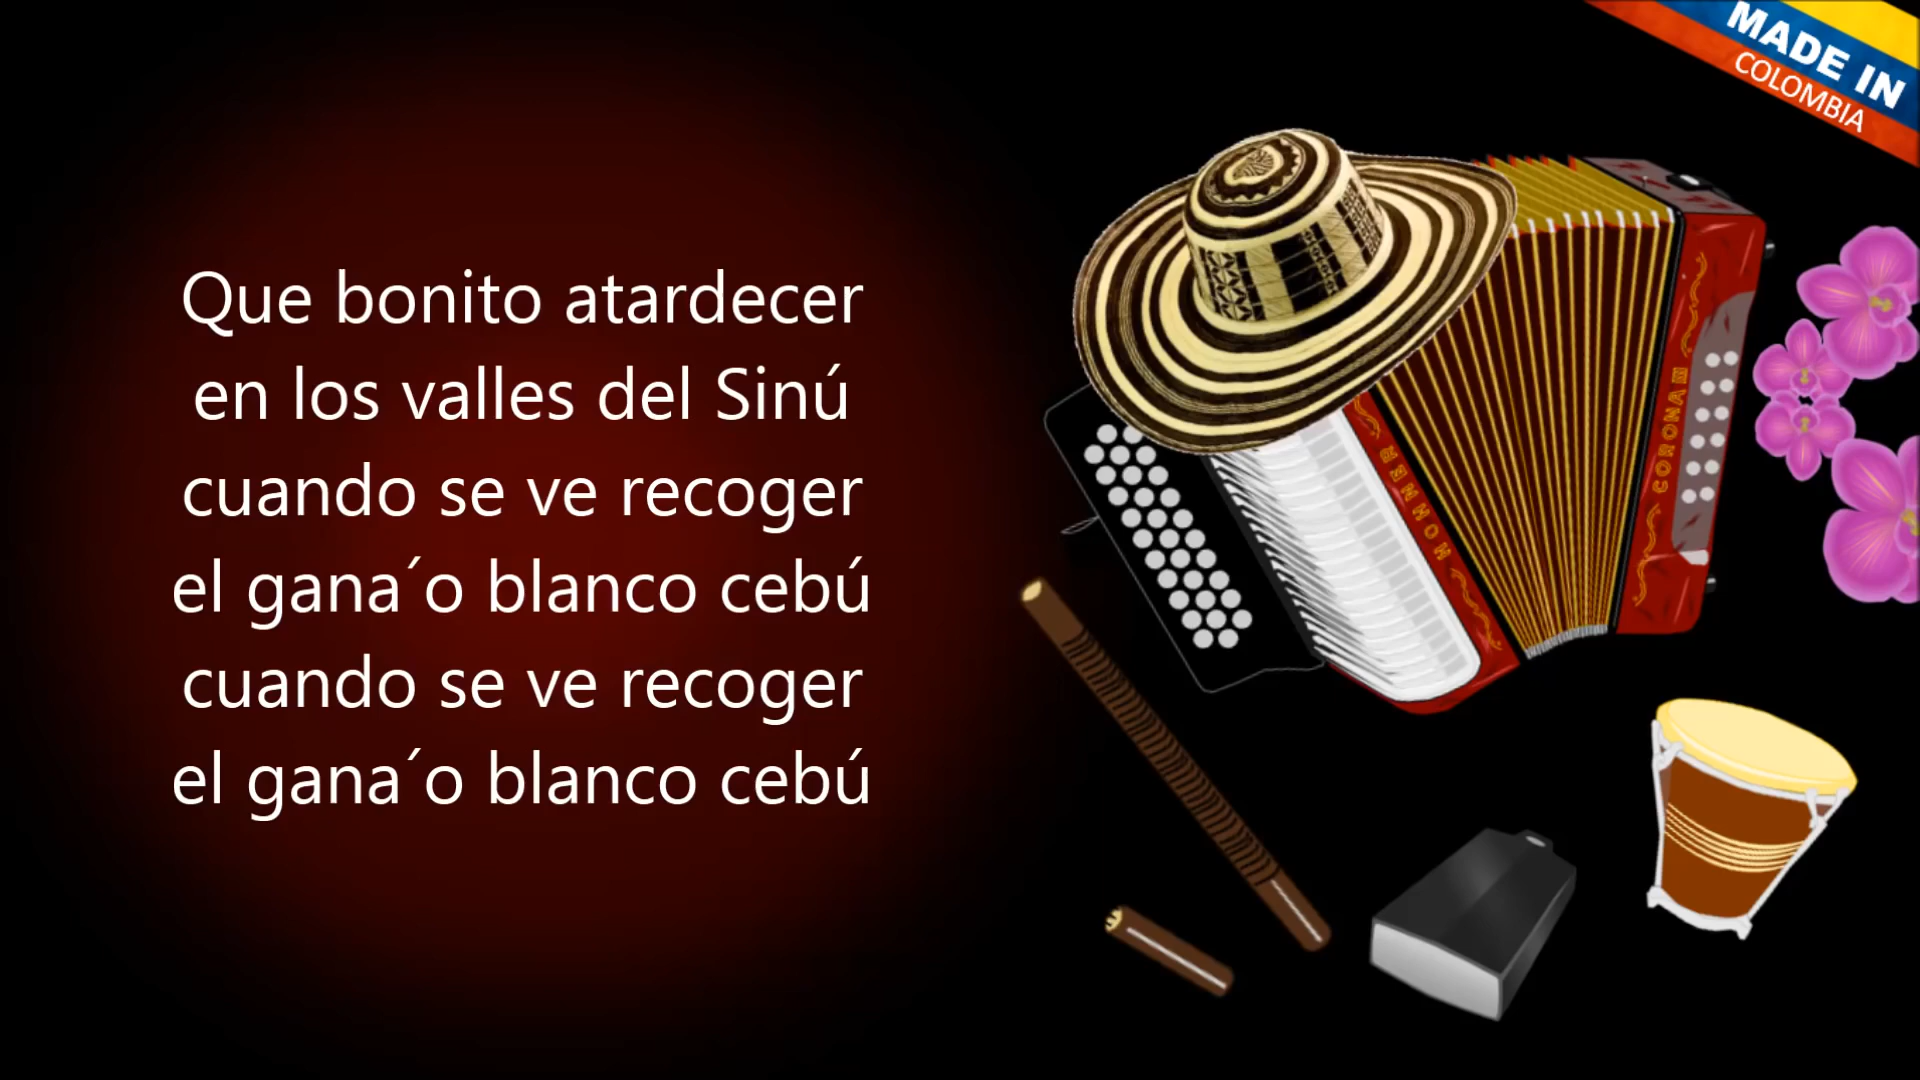 MADE IN
COLOMBIA
Que bonito atardecer
en los valles del Sinú
cuando se ve recoger
el gana´o blanco cebú
cuando se ve recoger
el gana´o blanco cebú
HOHNER
CORONA III